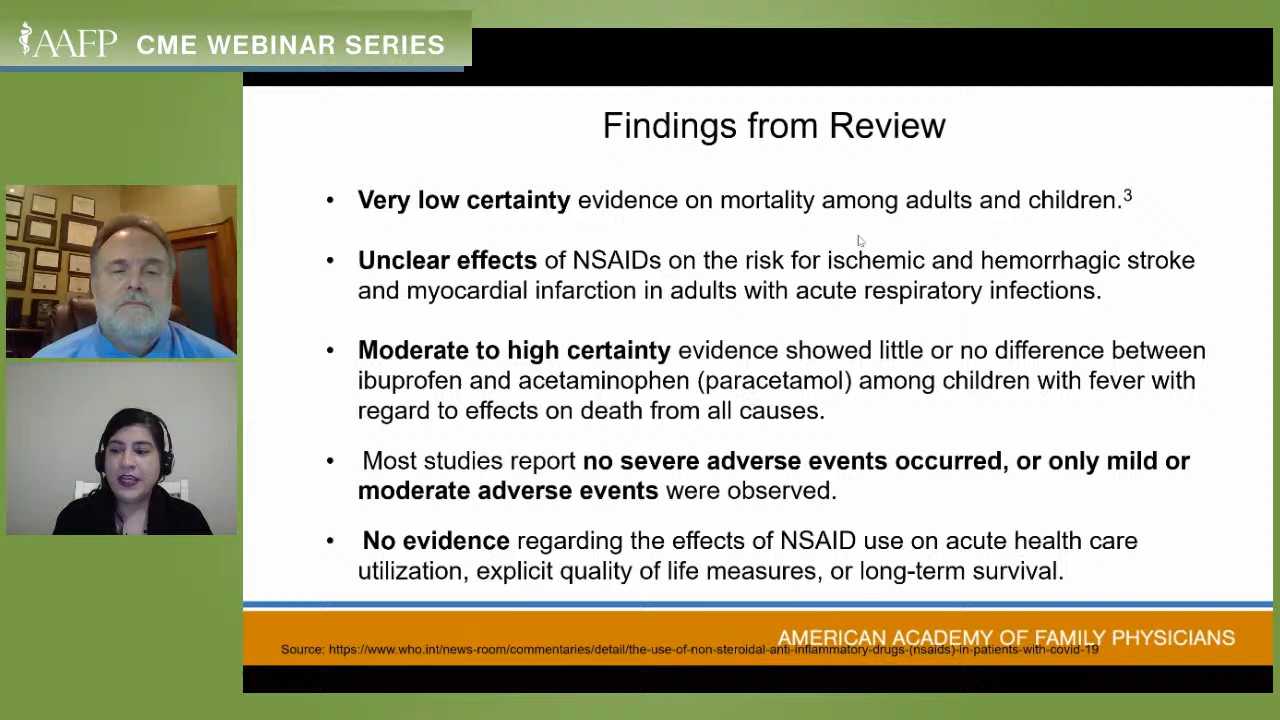 AAFP CME WEBINAR SERIES
Findings from Review
• Very low certainty evidence on mortality among adults and children.³
• Unclear effects of NSAIDs on the risk for ischemic and hemorrhagic stroke
and myocardial infarction in adults with acute respiratory infections.
• Moderate to high certainty evidence showed little or no difference between
ibuprofen and acetaminophen (paracetamol) among children with fever with
regard to effects on death from all causes.
• Most studies report no severe adverse events occurred, or only mild or
moderate adverse events were observed.
• No evidence regarding the effects of NSAID use on acute health care
utilization, explicit quality of life measures, or long-term survival.
AMERICAN ACADEMY OF FAMILY PHYSICIANS
Source: https://www.who.int/news-room/commentaries/detail/the-use-of-non-steroidal-anti-inflammatory-drugs-(nsaids)-in-patients-with-covid-19